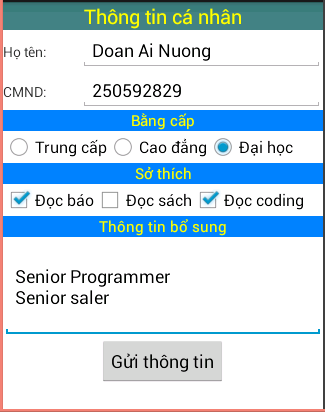 Thông tin cá nhân
Họ tên: Doan Ai Nuong
CMND: 250592829
Bằng cấp
Trung cấp Cao đẳng Đại học
Sở thích
Đọc báo Đọc sách Đọc coding
Thông tin bổ sung
Senior Programmer
Senior saler
Gửi thông tin